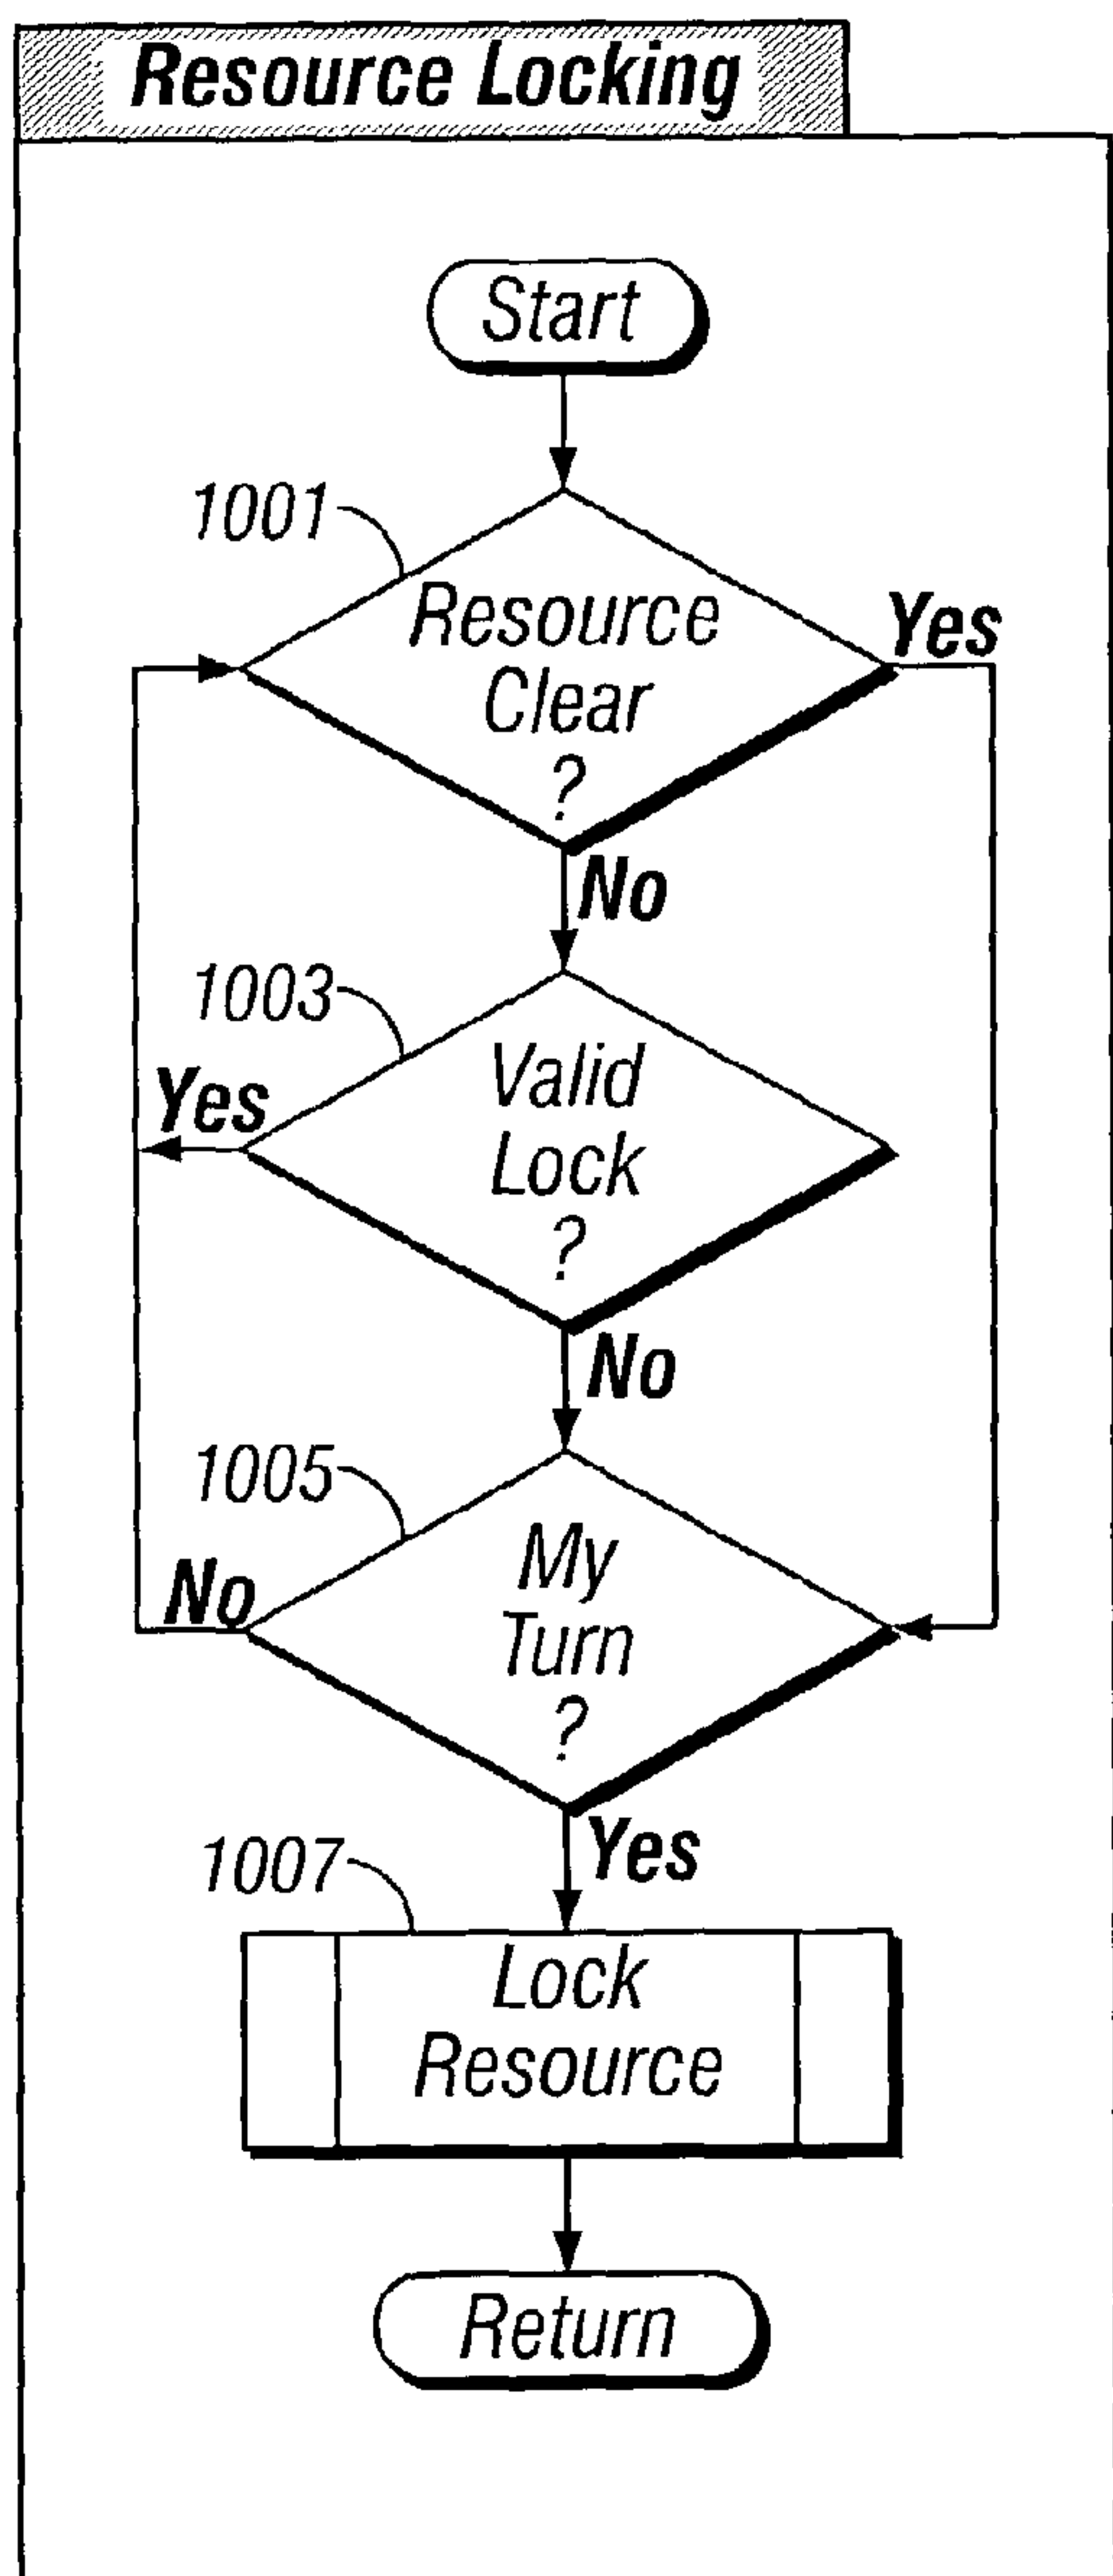 Resource Locking
Start
1001
Resource
Clear
?
Yes
No
1003
Valid
Lock
?
Yes
No
1005
My
Turn
?
No
Yes
1007
Lock
Resource
Return